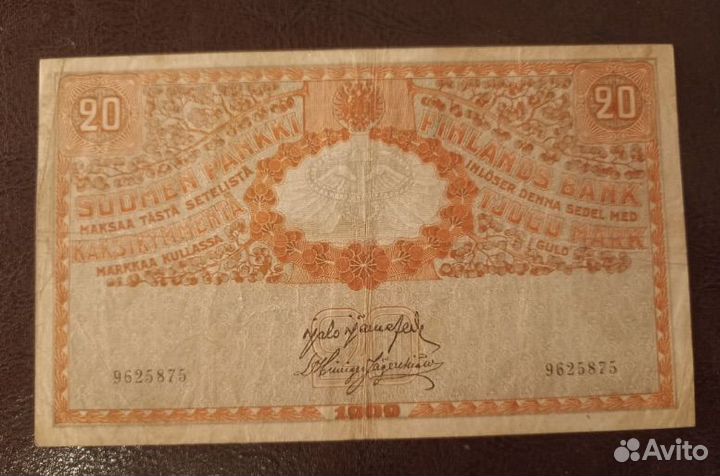 20
20
SUOMEN PANKKI
MAKSAA TÄSTÄ SETELISTÄ
KAKSIKYMMENTÄ
MARKKAA KULLASSA
FINLANDS BANK
INLÖSER DENNA SEDEL MED
TJUGU MARK
I GULD
9625875
9625875
1909
Avito